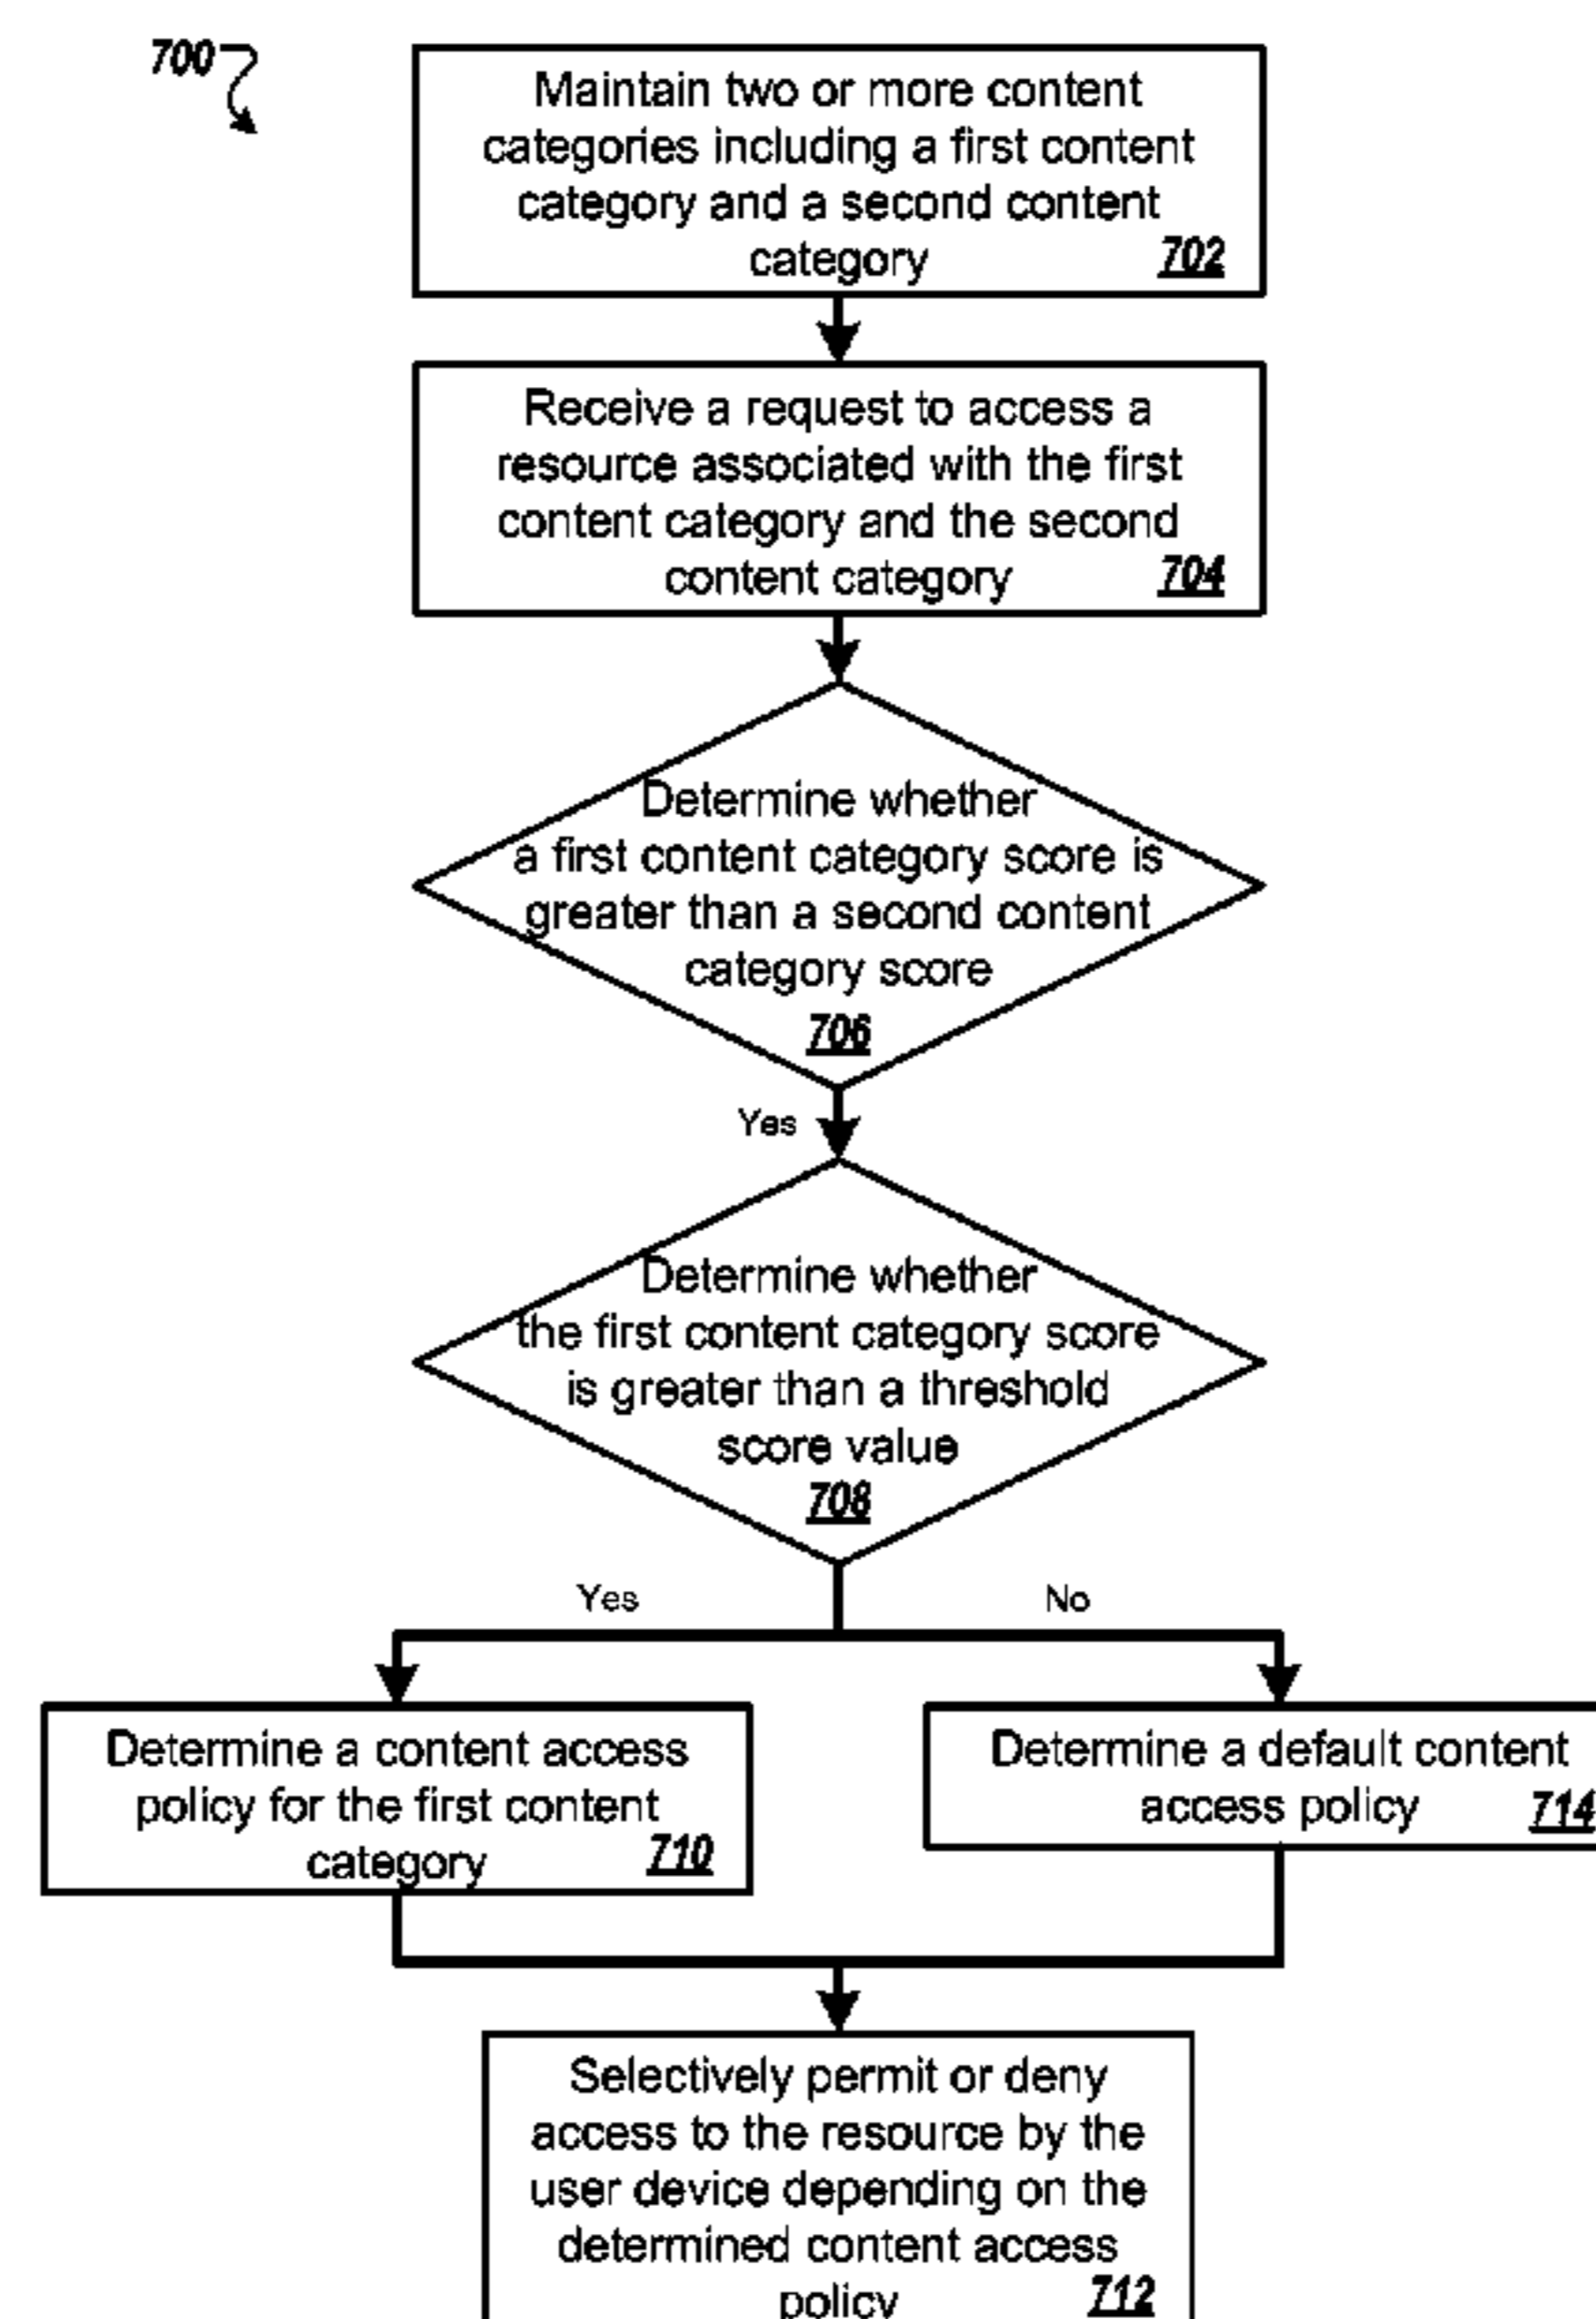 700
Maintain two or more content
categories including a first content
category and a second content
category 702
Receive a request to access a
resource associated with the first
content category and the second
content category 704
Determine whether
a first content category score is
greater than a second content
category score
706
Yes
Determine whether
the first content category score
is greater than a threshold
score value
708
Yes No
Determine a content access
policy for the first content
category 710
Determine a default content
access policy 714
Selectively permit or deny
access to the resource by the
user device depending on the
determined content access
policy 712